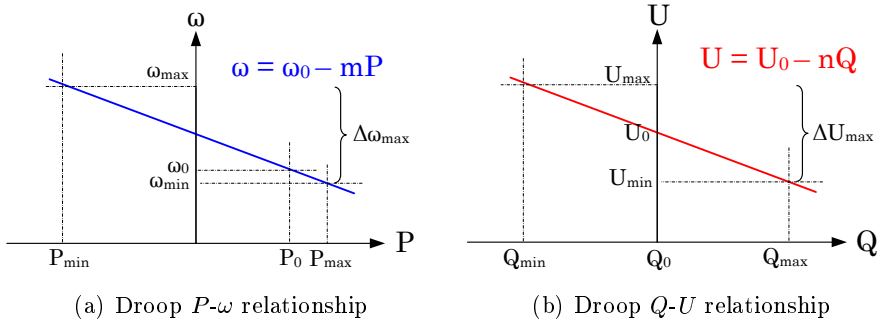 ω
ω = ω₀ – mP
ωmax
Δωmax
ω₀
ωmin
P
Pmin
P₀
Pmax
(a) Droop P-ω relationship
U
U = U₀ – nQ
Umax
U₀
ΔUmax
Umin
Q
Qmin
Q₀
Qmax
(b) Droop Q-U relationship